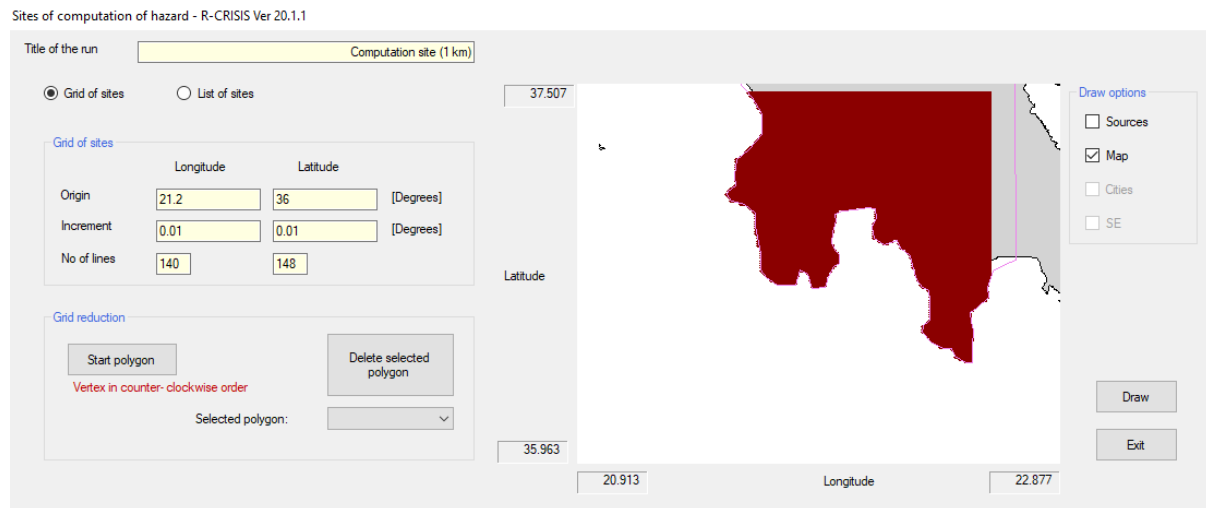 Sites of computation of hazard - R-CRISIS Ver 20.1.1
Title of the run
Computation site (1 km)
Grid of sites
List of sites
Grid of sites
Longitude
Latitude
Origin
21.2
36
[Degrees]
Increment
0.01
0.01
[Degrees]
No of lines
140
148
Grid reduction
Start polygon
Delete selected
polygon
Vertex in counter- clockwise order
Selected polygon:
37.507
Latitude
35.963
20.913
Longitude
22.877
Draw options
Sources
Map
Cities
SE
Draw
Exit